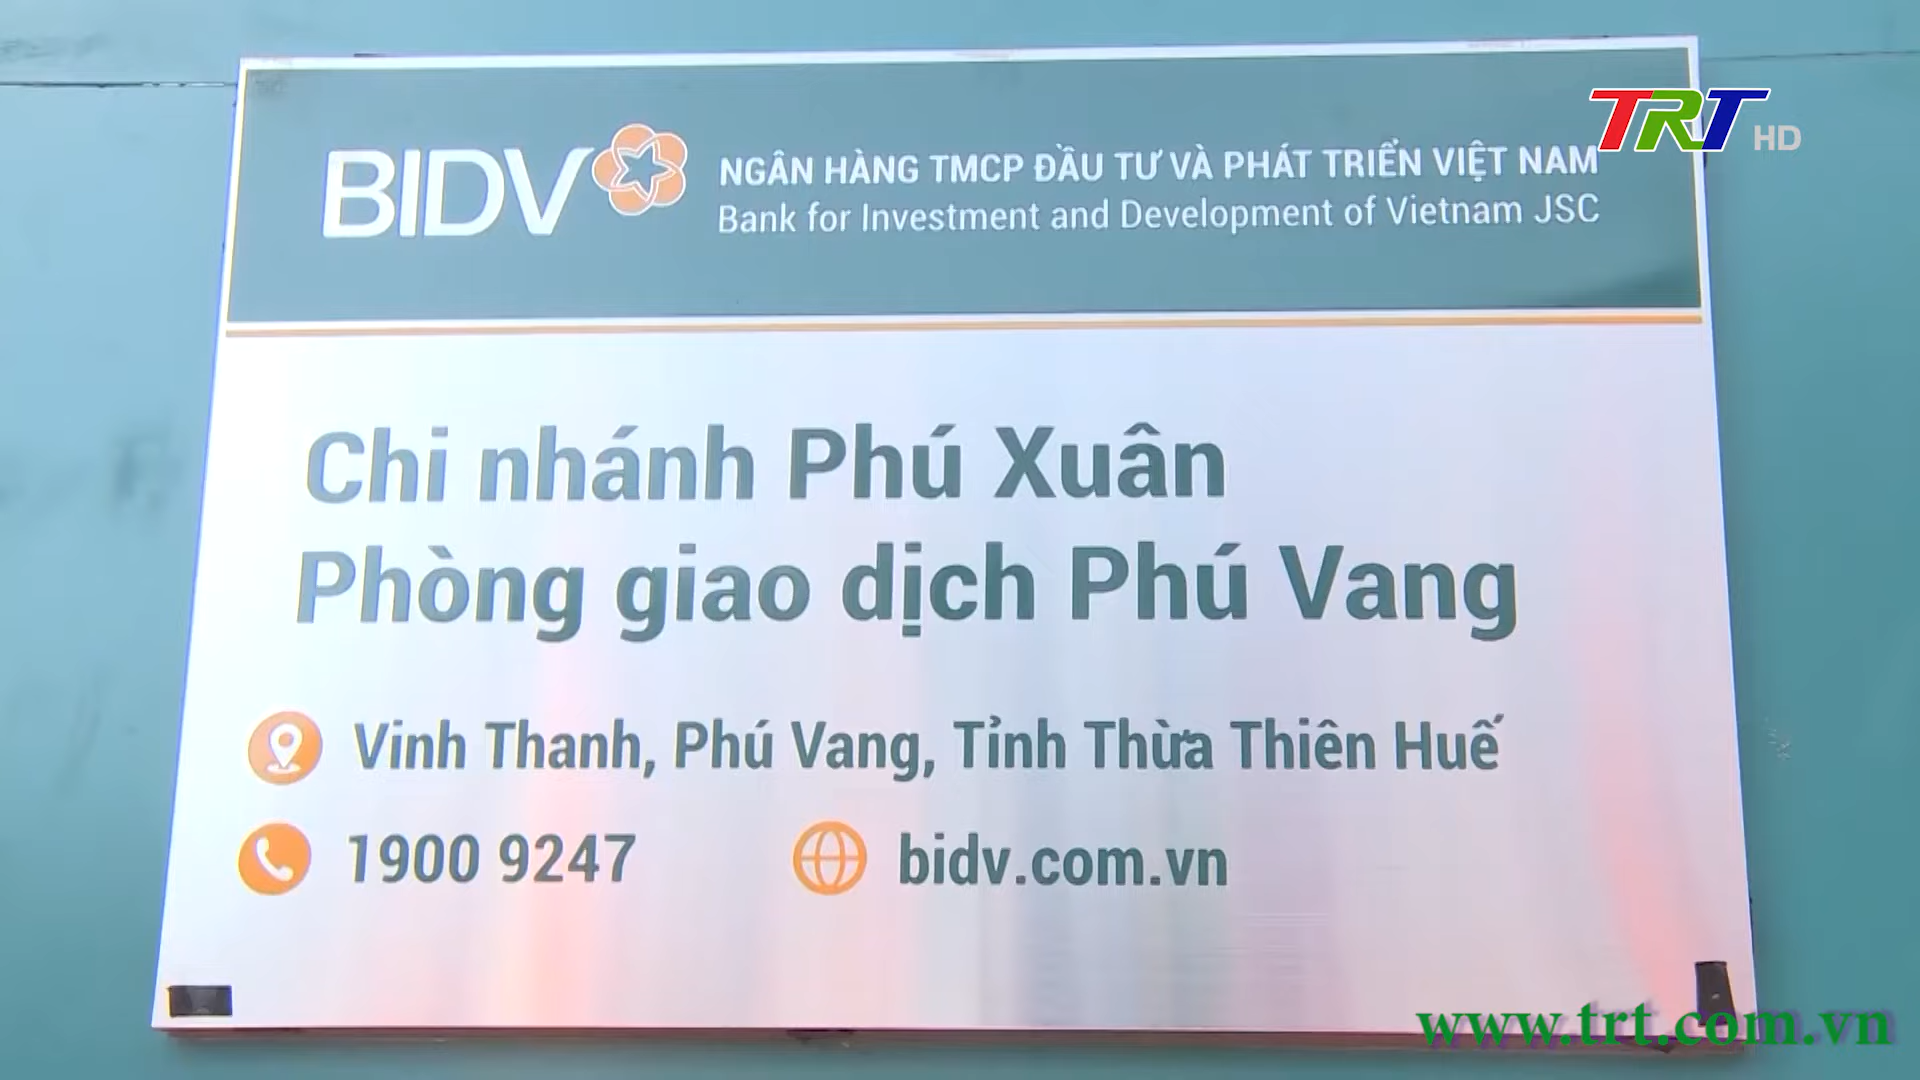 TRT HD
BIDV
NGÂN HÀNG TMCP ĐẦU TƯ VÀ PHÁT TRIỂN VIỆT NAM
Bank for Investment and Development of Vietnam JSC
Chi nhánh Phú Xuân
Phòng giao dịch Phú Vang
Vinh Thanh, Phú Vang, Tỉnh Thừa Thiên Huế
1900 9247
bidv.com.vn
www.trt.com.vn